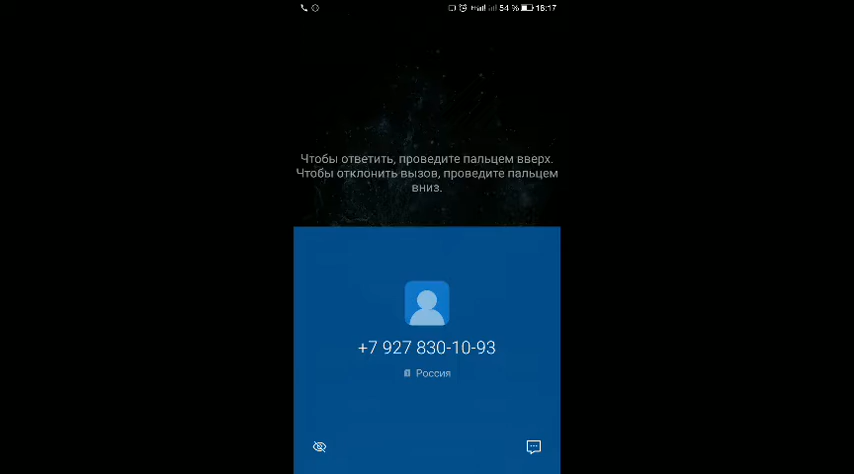 54 % 18:17
Чтобы ответить, проведите пальцем вверх.
Чтобы отклонить вызов, проведите пальцем
вниз.
+7 927 830-10-93
Россия